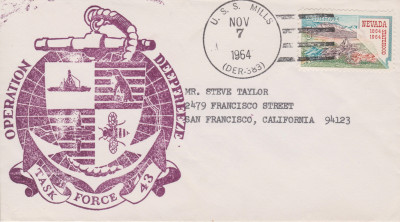 OPERATION DEEPFREEZE
TASK FORCE 43
U. S. S. MILLS
NOV
7
1964
(DER-383)
NEVADA
1864
1964
MR. STEVE TAYLOR
2479 FRANCISCO STREET
SAN FRANCISCO, CALIFORNIA 94123